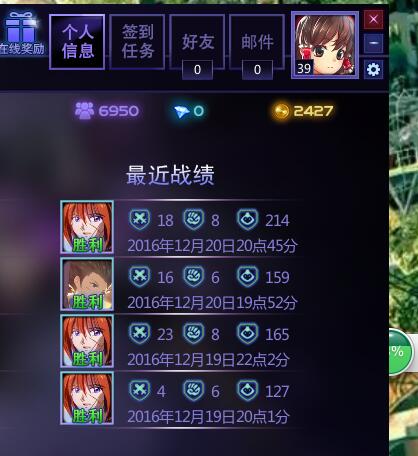 在线奖励
个人信息
签到任务
好友
0
邮件
0
39
6950
0
2427
最近战绩
胜利 18 8 214
2016年12月20日20点45分
胜利 16 6 159
2016年12月20日19点52分
胜利 23 8 165
2016年12月19日22点2分
胜利 4 6 127
2016年12月19日20点1分